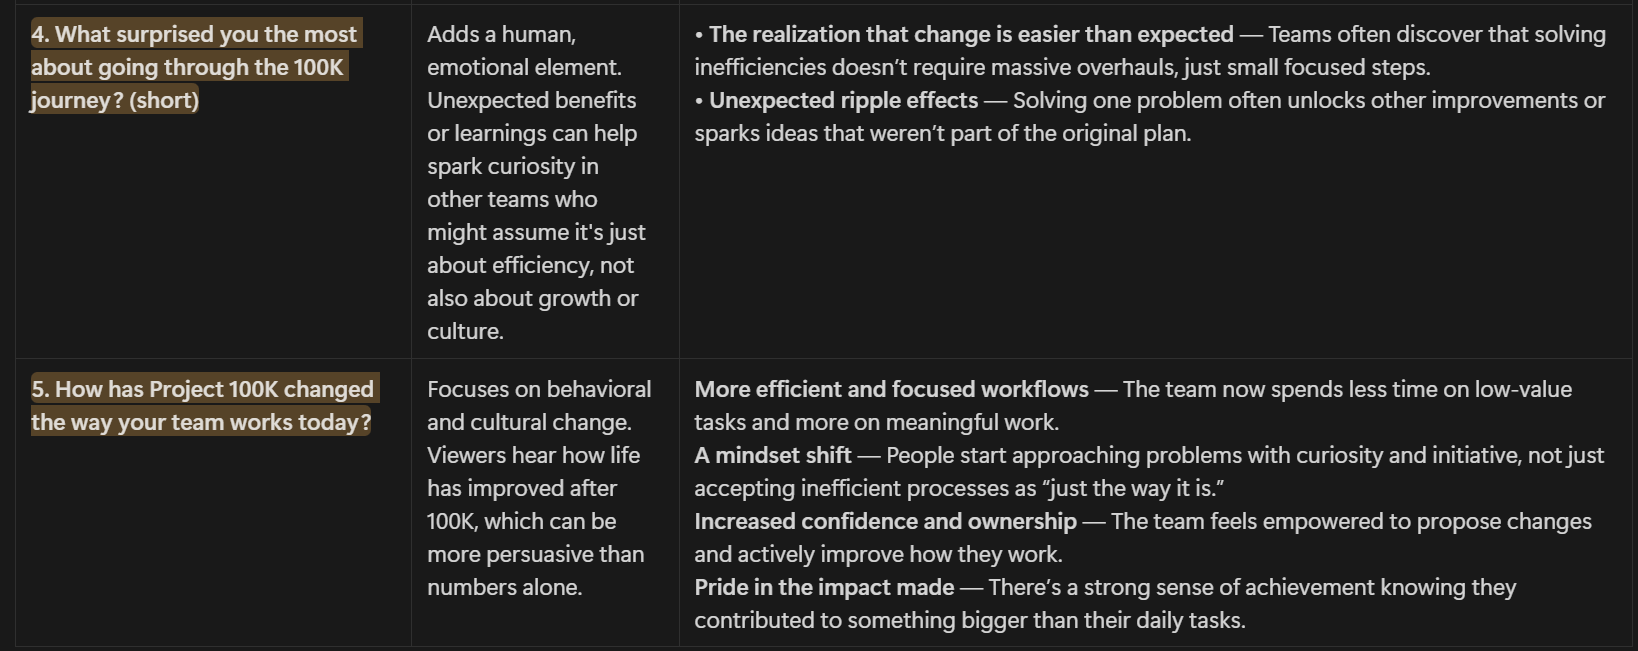 4. What surprised you the most
about going through the 100K
journey? (short)
Adds a human,
emotional element.
Unexpected benefits
or learnings can help
spark curiosity in
other teams who
might assume it's just
about efficiency, not
also about growth or
culture.
• The realization that change is easier than expected — Teams often discover that solving
inefficiencies doesn’t require massive overhauls, just small focused steps.
• Unexpected ripple effects — Solving one problem often unlocks other improvements or
sparks ideas that weren’t part of the original plan.
5. How has Project 100K changed
the way your team works today?
Focuses on behavioral
and cultural change.
Viewers hear how life
has improved after
100K, which can be
more persuasive than
numbers alone.
More efficient and focused workflows — The team now spends less time on low-value
tasks and more on meaningful work.
A mindset shift — People start approaching problems with curiosity and initiative, not just
accepting inefficient processes as “just the way it is.”
Increased confidence and ownership — The team feels empowered to propose changes
and actively improve how they work.
Pride in the impact made — There’s a strong sense of achievement knowing they
contributed to something bigger than their daily tasks.